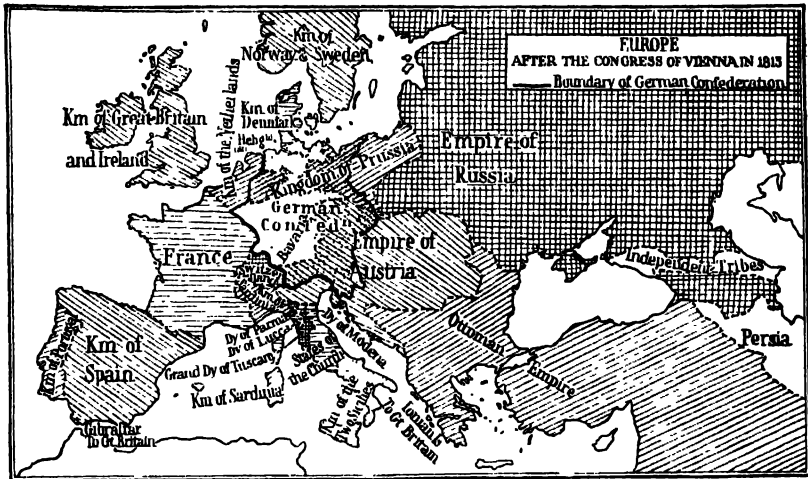 EUROPE
AFTER THE CONGRESS OF VIENNA, IN 1815
Boundary of German Confederation
Km of
Norway & Sweden
Km of Great Britain
and Ireland
Km of the Netherlands
Km of
Denmark
Empire of
Russia
Kingdom of Prussia
German
Confedn
Bavaria
Empire of
Austria
France
Independent Tribes
Km of Portugal
Km of
Spain
Dy of Parma
Dy of Lucca
Grand Dy of Tuscany
Km of Sardinia
States of
the Church
Dy of Modena
Km of the
Two Sicilies
Ionian Is
To Gt Britain
Ottoman Empire
Persia
Gibraltar
To Gt Britain